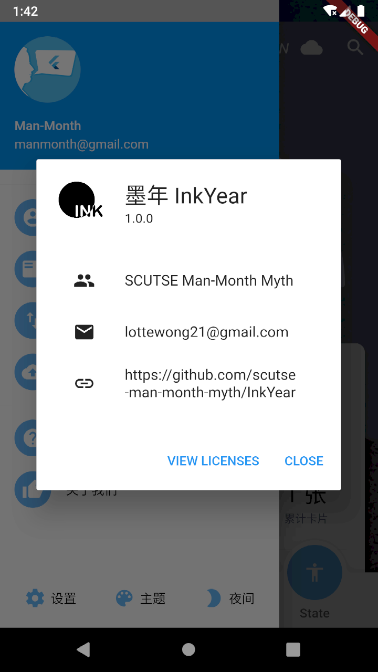 1:42
DEBUG
Man-Month
manmonth@gmail.com
INK
墨年 InkYear
1.0.0
SCUTSE Man-Month Myth
lottewong21@gmail.com
https://github.com/scutse
-man-month-myth/InkYear
VIEW LICENSES
CLOSE
关于我们
张
累计卡片
设置
主题
夜间
State